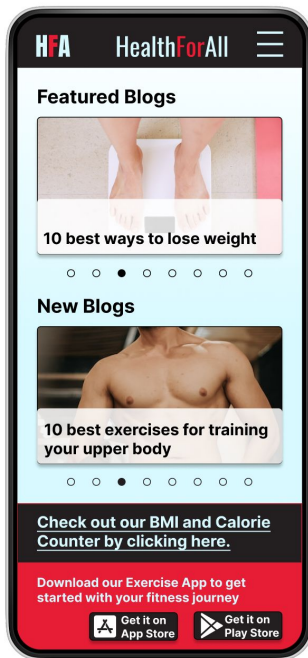 HFA HealthForAll
Featured Blogs
10 best ways to lose weight
New Blogs
10 best exercises for training
your upper body
Check out our BMI and Calorie
Counter by clicking here.
Download our Exercise App to get
started with your fitness journey
Get it on
App Store
Get it on
Play Store